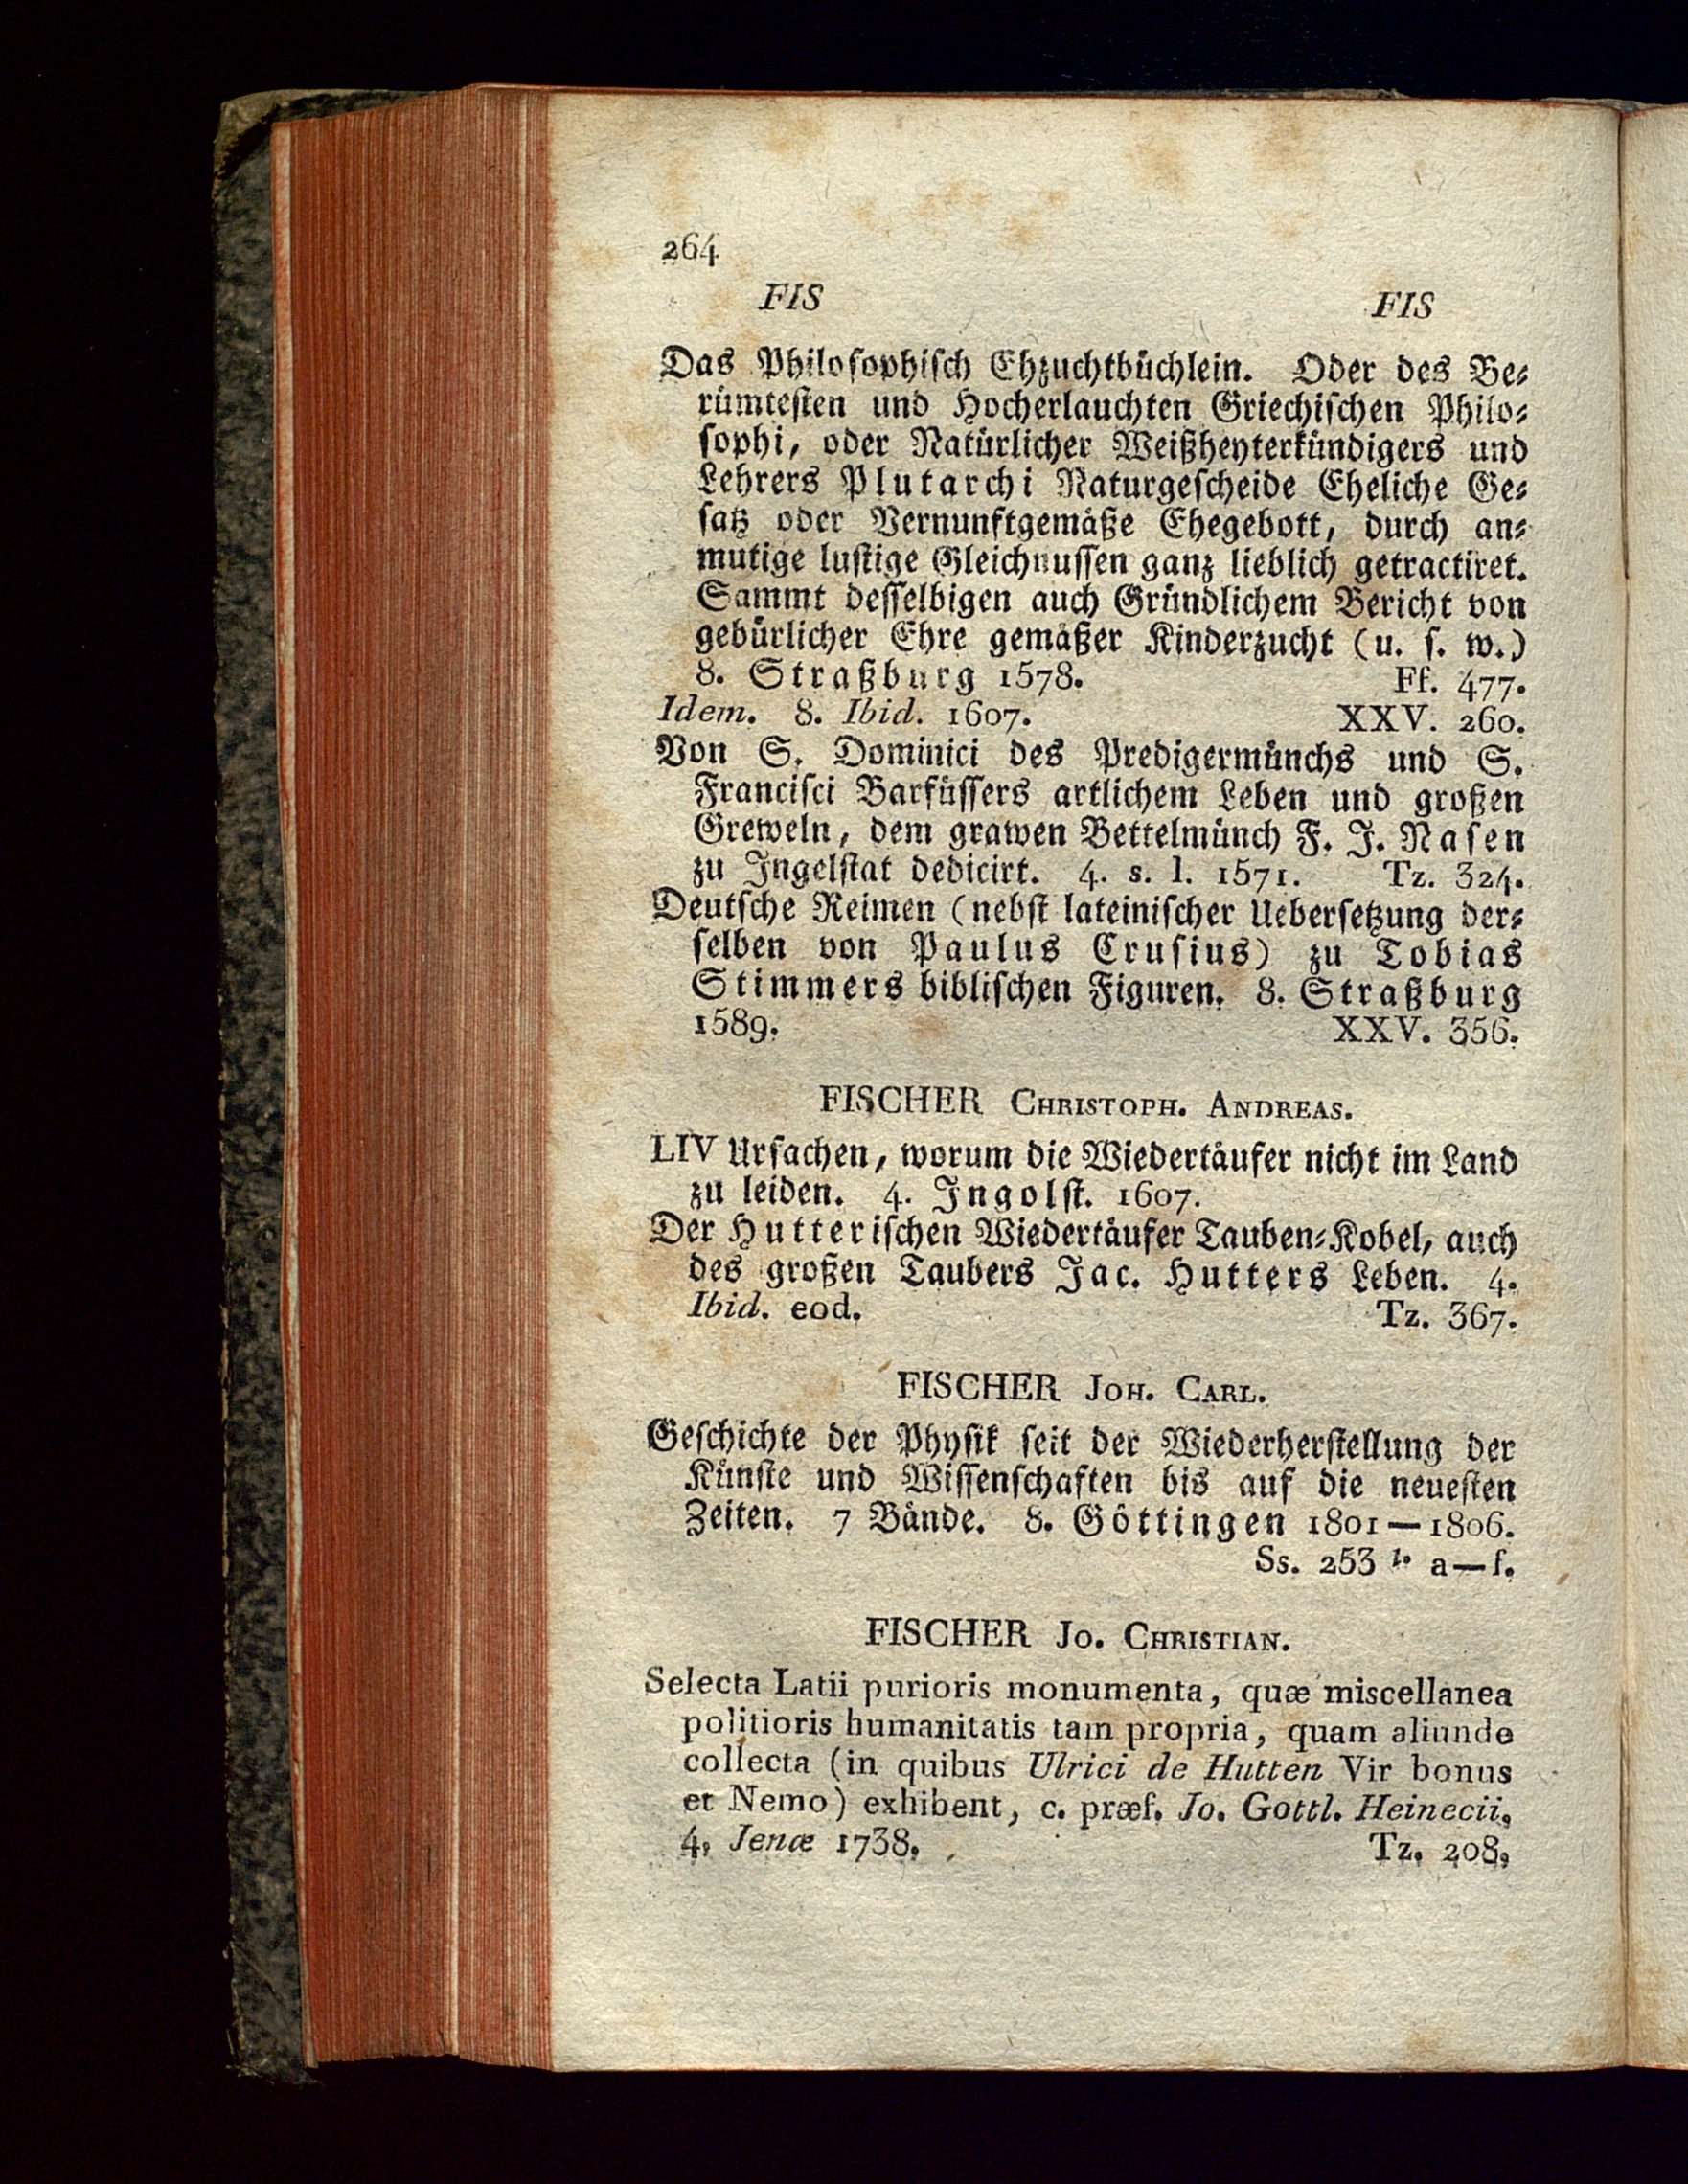 264
FIS FIS
Das Philosophisch Ehzuchtbüchlein. Oder des Be-
rümtesten und Hocherlauchten Griechischen Philo-
sophi, oder Natürlicher Weißheyterkündigers und
Lehrers Plutarchi Naturgescheide Eheliche Ge-
satz oder Vernunftgemäße Ehegebott, durch an-
mutige lustige Gleichnussen ganz lieblich getractiret.
Sammt desselbigen auch Gründlichem Bericht von
gebürlicher Ehre gemäßer Kinderzucht (u. s. w.)
8. Straßburg 1578. Ff. 477.
Idem. 8. Ibid. 1607. XXV. 260.
Von S. Dominici des Predigermünchs und S.
Francisci Barfüssers artlichem Leben und großen
Greweln, dem grawen Bettelmünch F. J. Nasen
zu Ingelstat dedicirt. 4. s. l. 1571. Tz. 324.
Deutsche Reimen (nebst lateinischer Uebersetzung der-
selben von Paulus Crusius) zu Tobias
Stimmers biblischen Figuren. 8. Straßburg
1589. XXV. 356.
FISCHER CHRISTOPH. ANDREAS.
LIV Ursachen, worum die Wiedertäufer nicht im Land
zu leiden. 4. Ingolst. 1607.
Der Hutterischen Wiedertäufer Tauben-Kobel, auch
des großen Taubers Jac. Hutters Leben. 4.
Ibid. eod. Tz. 367.
FISCHER JOH. CARL.
Geschichte der Physik seit der Wiederherstellung der
Künste und Wissenschaften bis auf die neuesten
Zeiten. 7 Bände. 8. Göttingen 1801—1806.
Ss. 253 a—f.
FISCHER JO. CHRISTIAN.
Selecta Latii purioris monumenta, quæ miscellanea
politioris humanitatis tam propria, quam aliunde
collecta (in quibus Ulrici de Hutten Vir bonus
et Nemo) exhibent, c. præf. Jo. Gottl. Heinecii.
4. Jenæ 1738. Tz. 208.